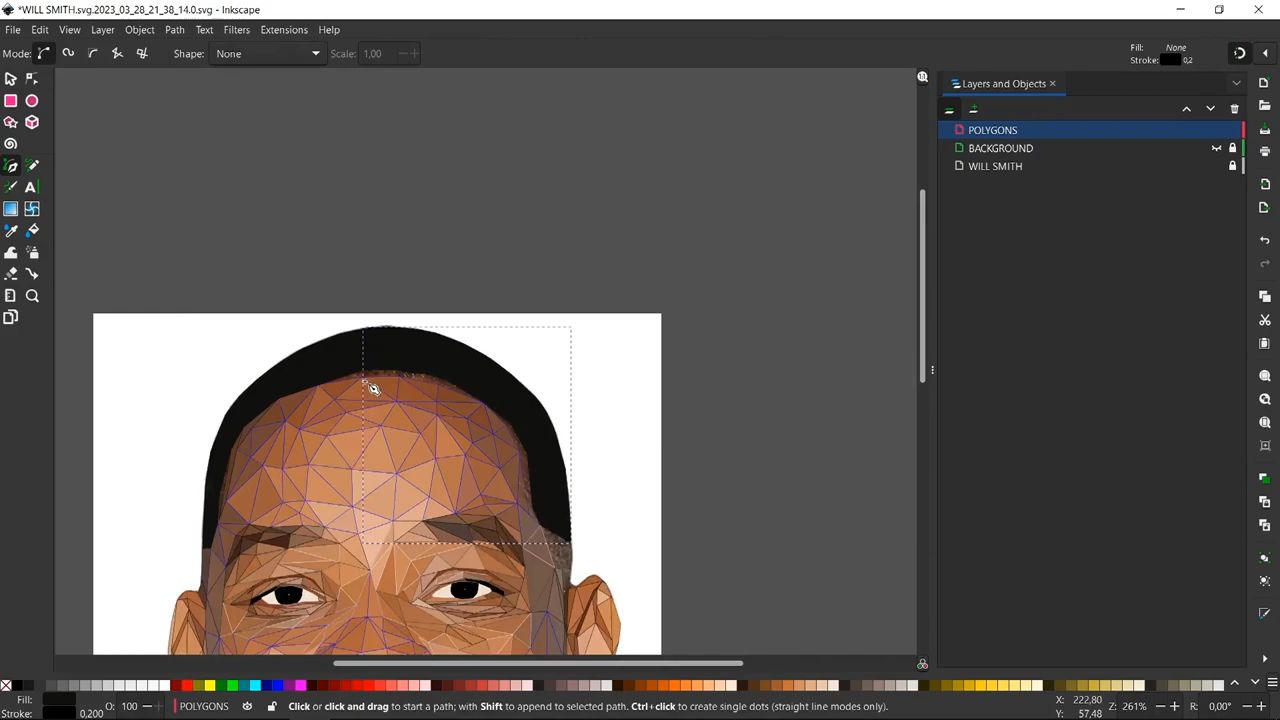 *WILL SMITH.svg.2023_03_28_21_38_14.0.svg - Inkscape
File Edit View Layer Object Path Text Filters Extensions Help
Mode: Shape: None Scale: 1,00
Fill: None
Stroke: 0,2
Layers and Objects
POLYGONS
BACKGROUND
WILL SMITH
Fill:
Stroke: 0,200
O: 100
POLYGONS
Click or click and drag to start a path; with Shift to append to selected path. Ctrl+click to create single dots (straight line modes only).
X: 222,80
Y: 57,48
Z: 261%
R: 0,00°